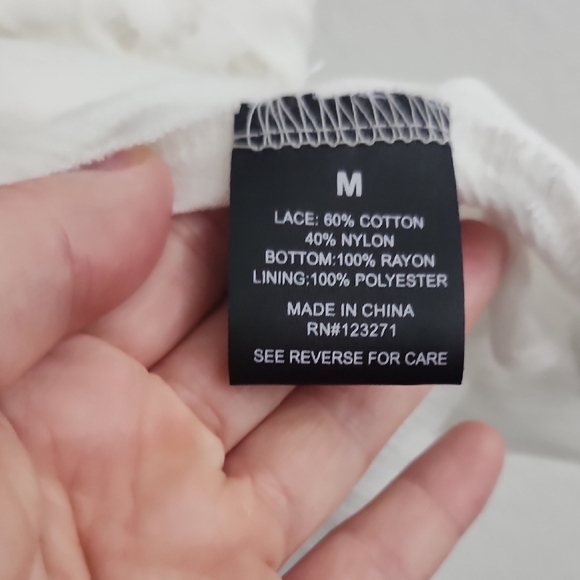 M
LACE: 60% COTTON
40% NYLON
BOTTOM:100% RAYON
LINING:100% POLYESTER
MADE IN CHINA
RN#123271
SEE REVERSE FOR CARE